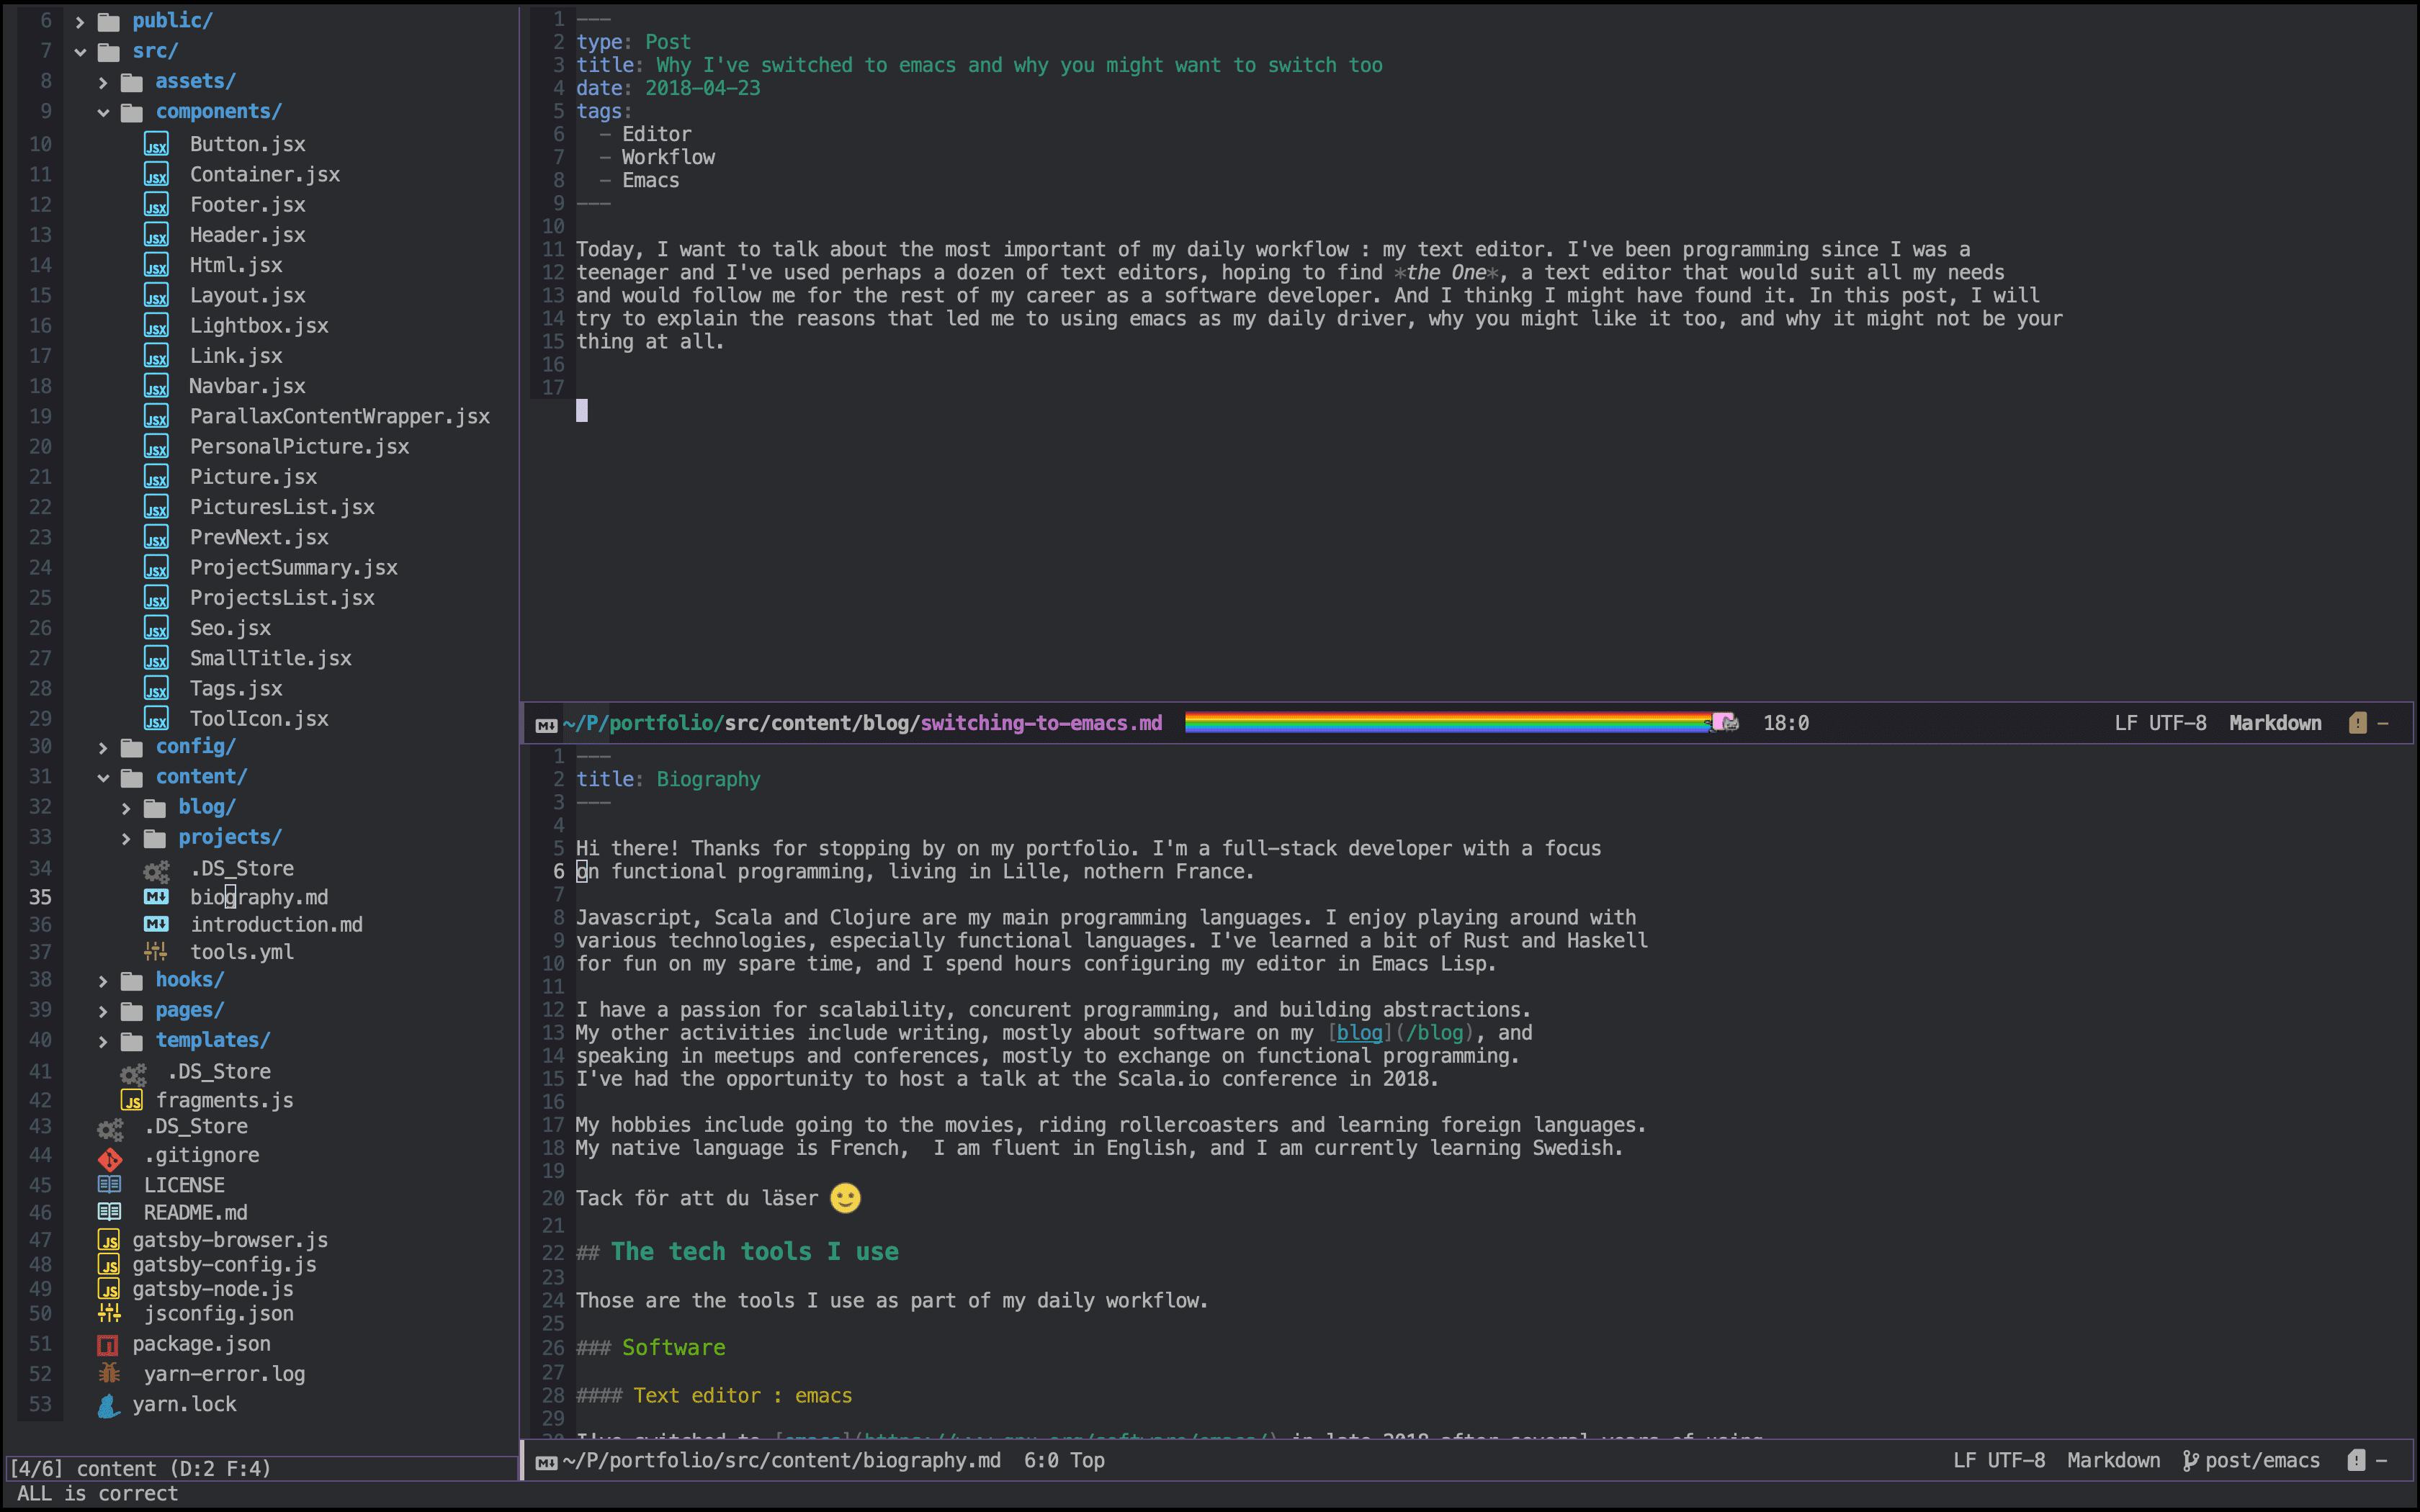 6 public/
7 src/
8 assets/
9 components/
10 Button.jsx
11 Container.jsx
12 Footer.jsx
13 Header.jsx
14 Html.jsx
15 Layout.jsx
16 Lightbox.jsx
17 Link.jsx
18 Navbar.jsx
19 ParallaxContentWrapper.jsx
20 PersonalPicture.jsx
21 Picture.jsx
22 PicturesList.jsx
23 PrevNext.jsx
24 ProjectSummary.jsx
25 ProjectsList.jsx
26 Seo.jsx
27 SmallTitle.jsx
28 Tags.jsx
29 ToolIcon.jsx
30 config/
31 content/
32 blog/
33 projects/
34 .DS_Store
35 biography.md
36 introduction.md
37 tools.yml
38 hooks/
39 pages/
40 templates/
41 .DS_Store
42 fragments.js
43 .DS_Store
44 .gitignore
45 LICENSE
46 README.md
47 gatsby-browser.js
48 gatsby-config.js
49 gatsby-node.js
50 jsconfig.json
51 package.json
52 yarn-error.log
53 yarn.lock
[4/6] content (D:2 F:4)
ALL is correct
1 ---
2 type: Post
3 title: Why I've switched to emacs and why you might want to switch too
4 date: 2018-04-23
5 tags:
6 - Editor
7 - Workflow
8 - Emacs
9 ---
10
11 Today, I want to talk about the most important of my daily workflow : my text editor. I've been programming since I was a
12 teenager and I've used perhaps a dozen of text editors, hoping to find *the One*, a text editor that would suit all my needs
13 and would follow me for the rest of my career as a software developer. And I thinkg I might have found it. In this post, I will
14 try to explain the reasons that led me to using emacs as my daily driver, why you might like it too, and why it might not be your
15 thing at all.
16
17
~/P/portfolio/src/content/blog/switching-to-emacs.md 18:0 LF UTF-8 Markdown ! -
1 ---
2 title: Biography
3 ---
4
5 Hi there! Thanks for stopping by on my portfolio. I'm a full-stack developer with a focus
6 on functional programming, living in Lille, nothern France.
7
8 Javascript, Scala and Clojure are my main programming languages. I enjoy playing around with
9 various technologies, especially functional languages. I've learned a bit of Rust and Haskell
10 for fun on my spare time, and I spend hours configuring my editor in Emacs Lisp.
11
12 I have a passion for scalability, concurent programming, and building abstractions.
13 My other activities include writing, mostly about software on my [blog](/blog), and
14 speaking in meetups and conferences, mostly to exchange on functional programming.
15 I've had the opportunity to host a talk at the Scala.io conference in 2018.
16
17 My hobbies include going to the movies, riding rollercoasters and learning foreign languages.
18 My native language is French,  I am fluent in English, and I am currently learning Swedish.
19
20 Tack för att du läser 🙂
21
22 ## The tech tools I use
23
24 Those are the tools I use as part of my daily workflow.
25
26 ### Software
27
28 #### Text editor : emacs
29
30 I've switched to [emacs](https://www.gnu.org/software/emacs/) in late 2018 after several years of using
~/P/portfolio/src/content/biography.md 6:0 Top LF UTF-8 Markdown post/emacs ! -